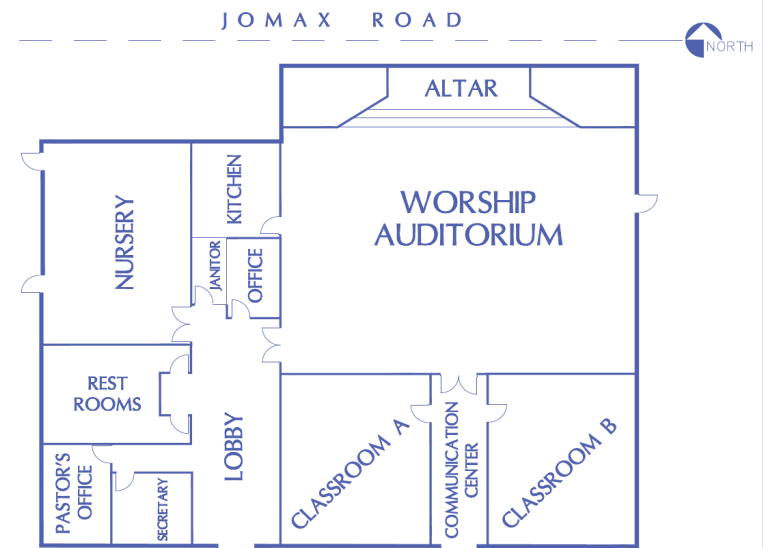 JOMAX ROAD
NORTH
ALTAR
WORSHIP
AUDITORIUM
KITCHEN
NURSERY
JANITOR
OFFICE
REST
ROOMS
LOBBY
PASTOR'S
OFFICE
SECRETARY
CLASSROOM A
COMMUNICATION
CENTER
CLASSROOM B